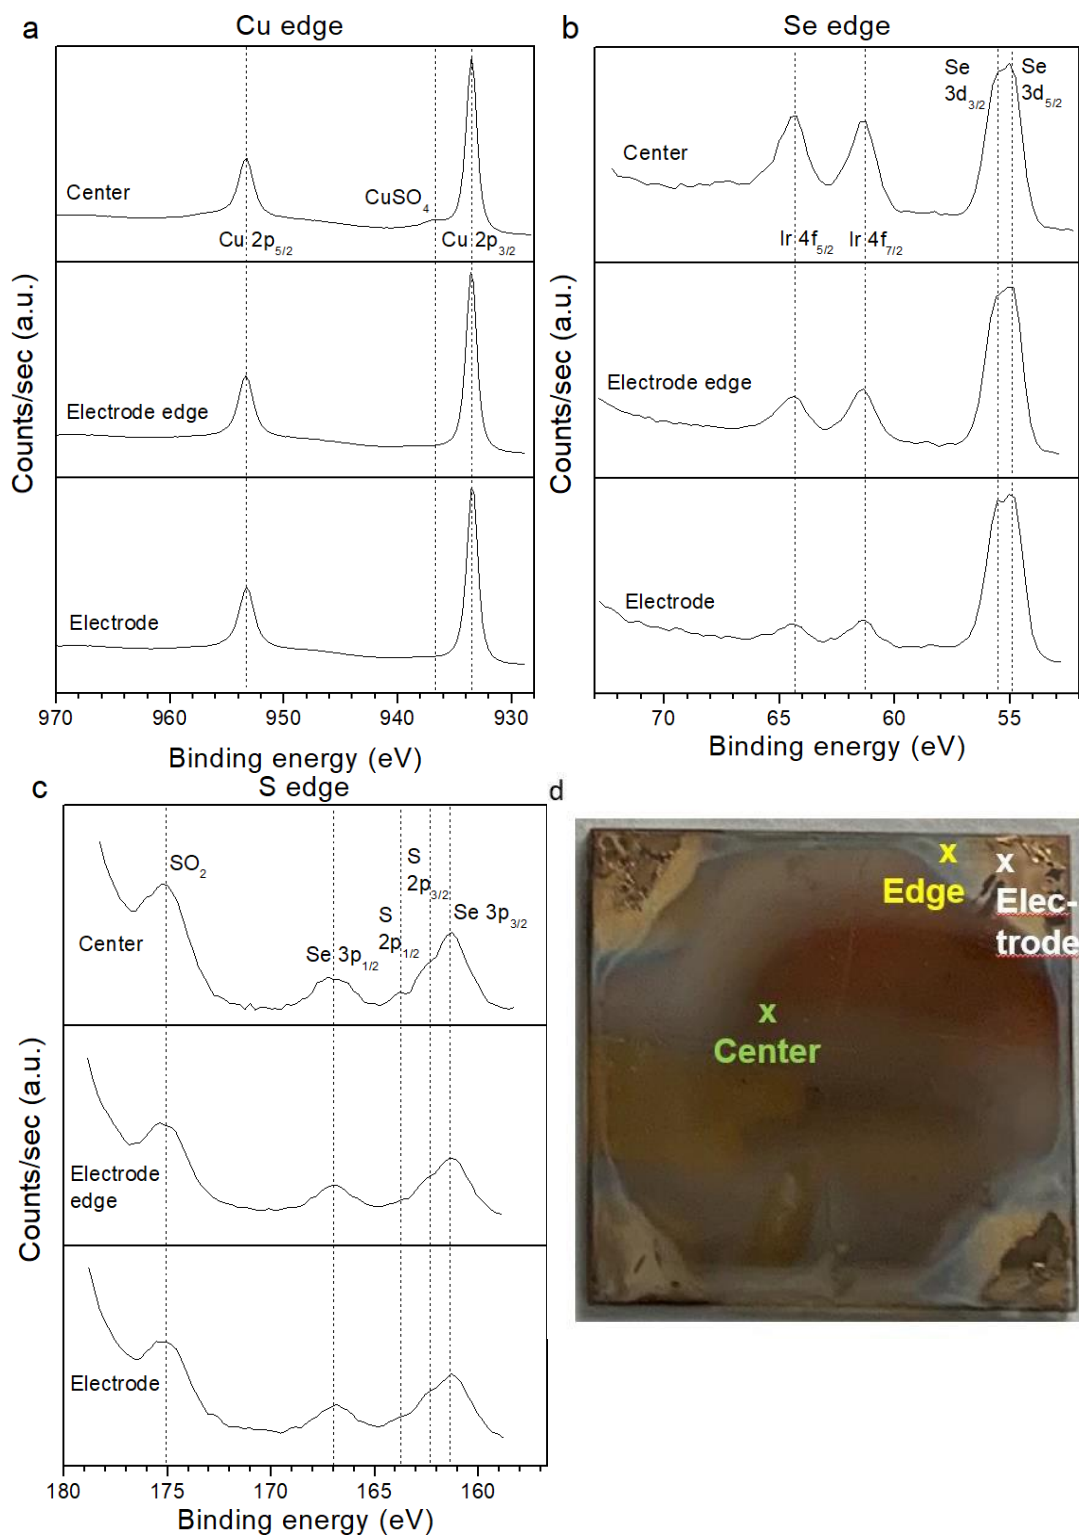 a
Cu edge
Center
CuSO4
Cu 2p5/2
Cu 2p3/2
Electrode edge
Electrode
Counts/sec (a.u.)
970
960
950
940
930
Binding energy (eV)
b
Se edge
Se
3d3/2
Se
3d5/2
Center
Ir 4f5/2
Ir 4f7/2
Electrode edge
Electrode
Counts/sec (a.u.)
70
65
60
55
Binding energy (eV)
c
S edge
SO2
S
2p3/2
S
2p1/2
Se 3p3/2
Se 3p1/2
Center
Electrode
edge
Electrode
Counts/sec (a.u.)
180
175
170
165
160
Binding energy (eV)
d
x
Edge
x
Elec-
trode
x
Center